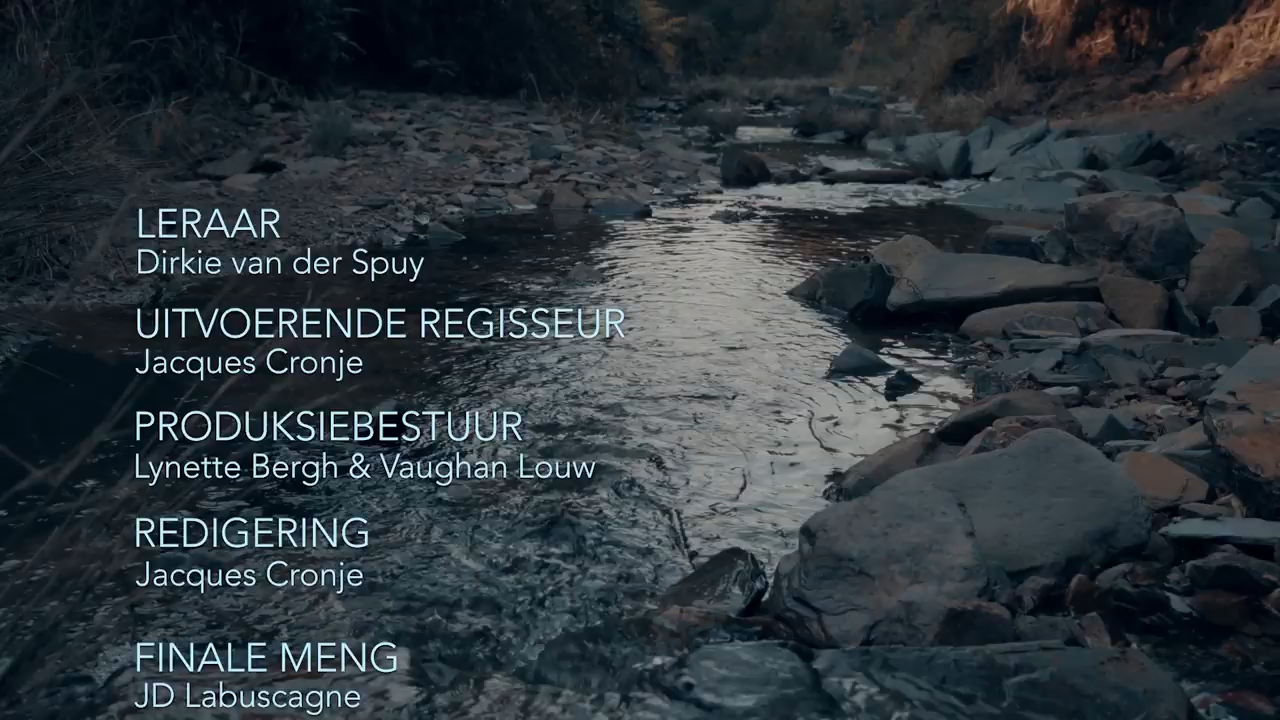 LERAAR
Dirkie van der Spuy
UITVOERENDE REGISSEUR
Jacques Cronje
PRODUKSIEBESTUUR
Lynette Bergh & Vaughan Louw
REDIGERING
Jacques Cronje
FINALE MENG
JD Labuscagne